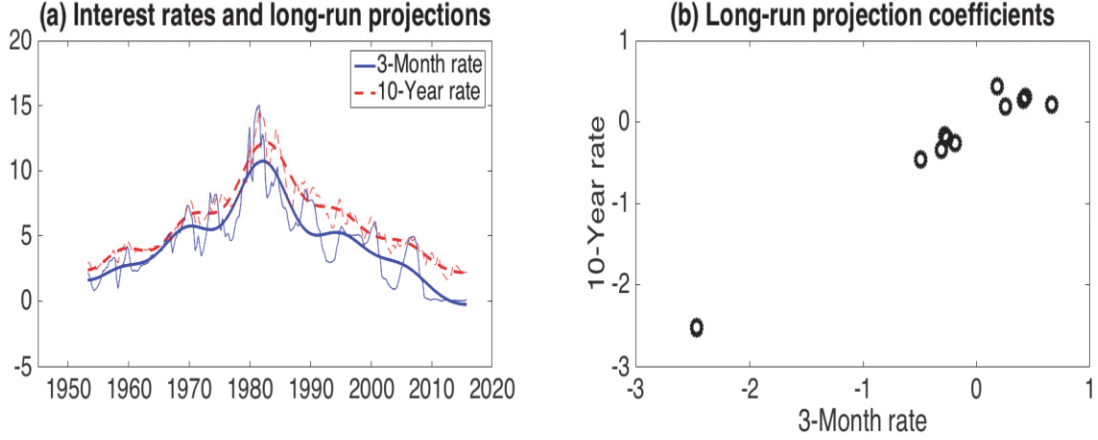 (a) Interest rates and long-run projections
20
15
10
5
0
-5
3-Month rate
10-Year rate
1950 1960 1970 1980 1990 2000 2010 2020
(b) Long-run projection coefficients
1
0
-1
-2
-3
10-Year rate
-3 -2 -1 0 1
3-Month rate